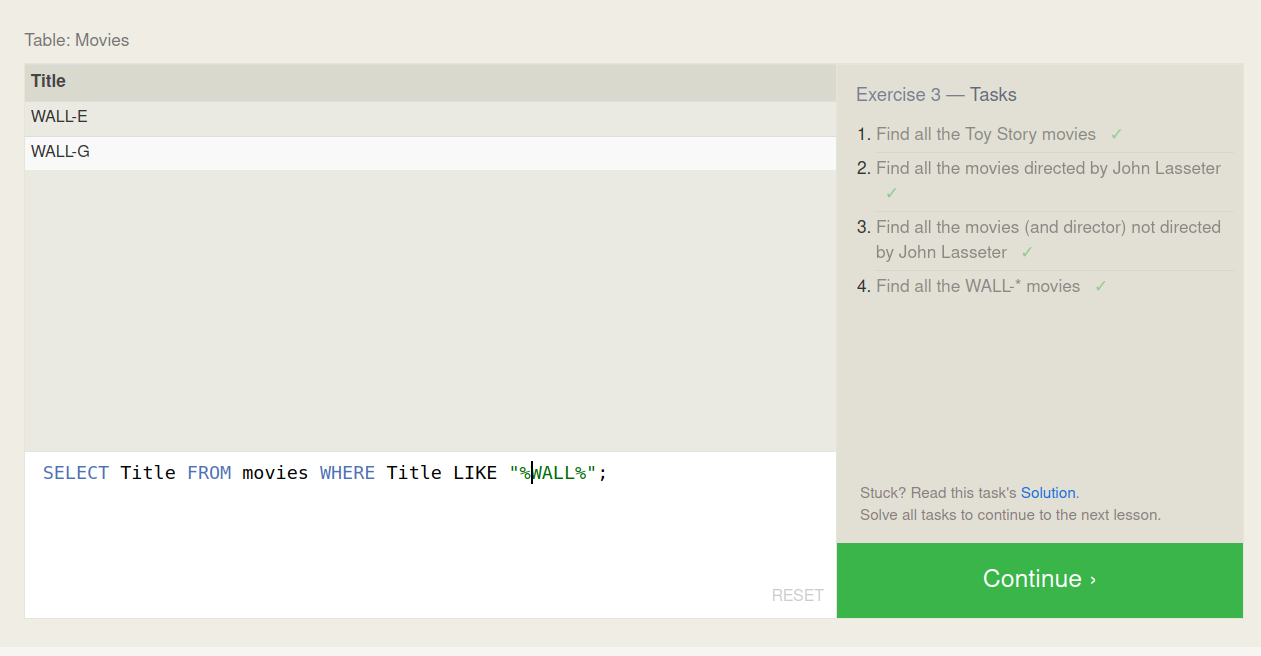 Table: Movies
Title
WALL-E
WALL-G
SELECT Title FROM movies WHERE Title LIKE "%WALL%";
RESET
Exercise 3 — Tasks
1. Find all the Toy Story movies ✓
2. Find all the movies directed by John Lasseter
✓
3. Find all the movies (and director) not directed
by John Lasseter ✓
4. Find all the WALL-* movies ✓
Stuck? Read this task's Solution.
Solve all tasks to continue to the next lesson.
Continue ›